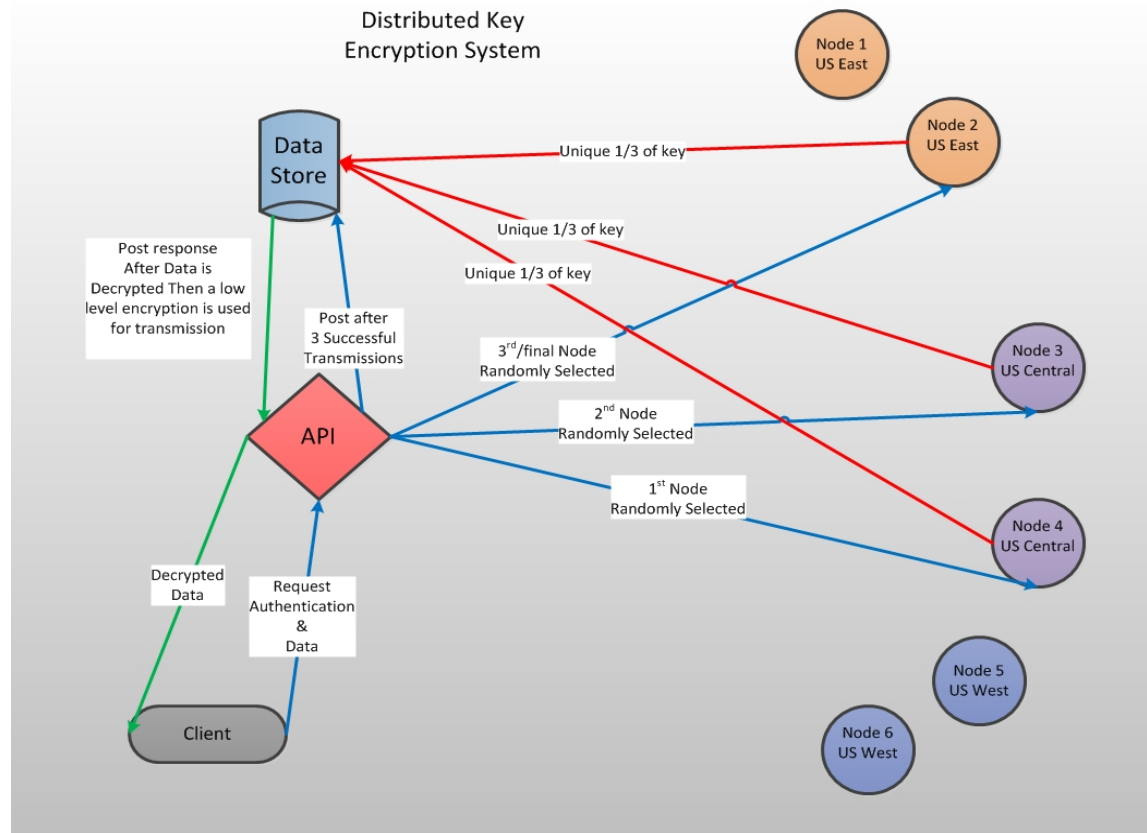 Distributed Key
Encryption System
Node 1
US East
Node 2
US East
Data
Store
Unique 1/3 of key
Unique 1/3 of key
Unique 1/3 of key
Post response
After Data is
Decrypted Then a low
level encryption is used
for transmission
Post after
3 Successful
Transmissions
3rd/final Node
Randomly Selected
Node 3
US Central
2nd Node
Randomly Selected
API
1st Node
Randomly Selected
Node 4
US Central
Decrypted
Data
Request
Authentication
&
Data
Node 5
US West
Node 6
US West
Client